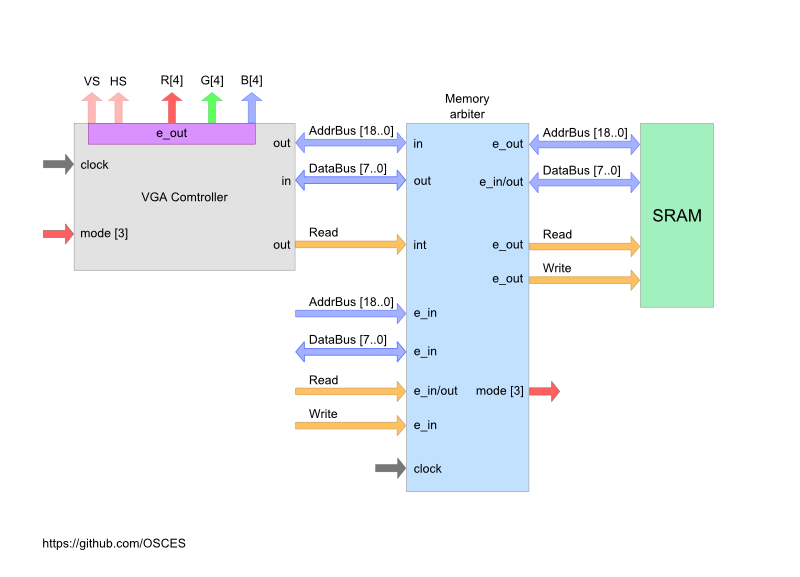 VS HS R[4] G[4] B[4]
e_out
clock
VGA Comtroller
mode [3]
out
in
out
AddrBus [18..0]
DataBus [7..0]
Read
AddrBus [18..0]
DataBus [7..0]
Read
Write
Memory
arbiter
in
out
int
e_in
e_in
e_in/out
e_in
clock
e_out
e_in/out
e_out
e_out
mode [3]
AddrBus [18..0]
DataBus [7..0]
Read
Write
SRAM
https://github.com/OSCES